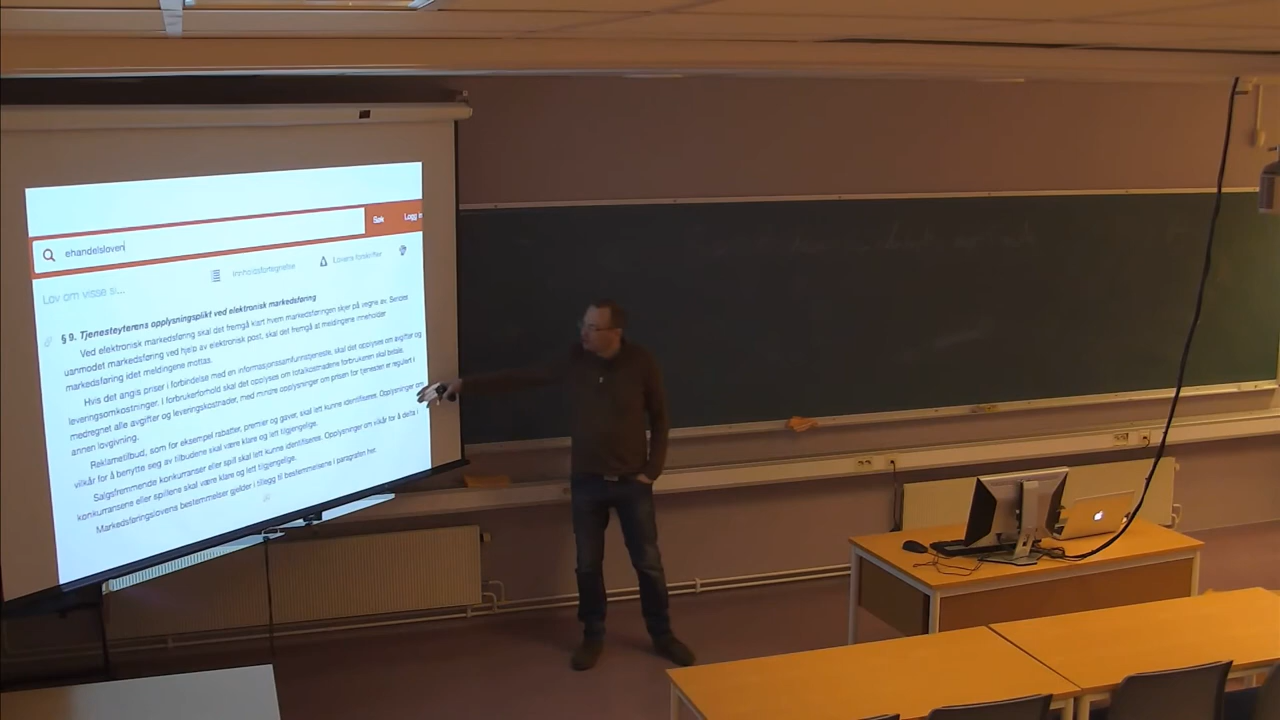 ehandelsloven
Søk
Logg in
Lov om visse si...
Innholdsfortegnelse
Lovens forskrifter
§ 9. Tjenesteyterens opplysningsplikt ved elektronisk markedsføring
Ved elektronisk markedsføring skal det fremgå klart hvem markedsføringen skjer på vegne av. Sendes
uanmodet markedsføring ved hjelp av elektronisk post, skal det fremgå at meldingene inneholder
markedsføring idet meldingene mottas.
Hvis det angis priser i forbindelse med en informasjonssamfunnstjeneste, skal det opplyses om avgifter og
leveringsomkostninger. I forbrukerforhold skal det opplyses om totalkostnadene forbrukeren skal betale,
medregnet alle avgifter og leveringskostnader, med mindre opplysninger om prisen for tjenesten er regulert i
annen lovgivning.
Reklametilbud, som for eksempel rabatter, premier og gaver, skal lett kunne identifiseres. Opplysninger om
vilkår for å benytte seg av tilbudene skal være klare og lett tilgjengelige.
Salgsfremmende konkurranser eller spill skal lett kunne identifiseres. Opplysninger om vilkår for å delta i
konkurransene eller spillene skal være klare og lett tilgjengelige.
Markedsføringslovens bestemmelser gjelder i tillegg til bestemmelsene i paragrafen her.